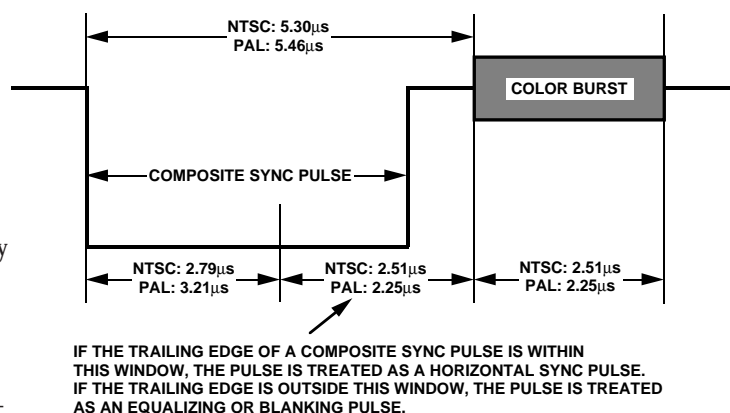 NTSC: 5.30μs
PAL: 5.46μs
COLOR BURST
COMPOSITE SYNC PULSE
y
NTSC: 2.79μs
PAL: 3.21μs
NTSC: 2.51μs
PAL: 2.25μs
NTSC: 2.51μs
PAL: 2.25μs
IF THE TRAILING EDGE OF A COMPOSITE SYNC PULSE IS WITHIN
THIS WINDOW, THE PULSE IS TREATED AS A HORIZONTAL SYNC PULSE.
IF THE TRAILING EDGE IS OUTSIDE THIS WINDOW, THE PULSE IS TREATED
-
AS AN EQUALIZING OR BLANKING PULSE.